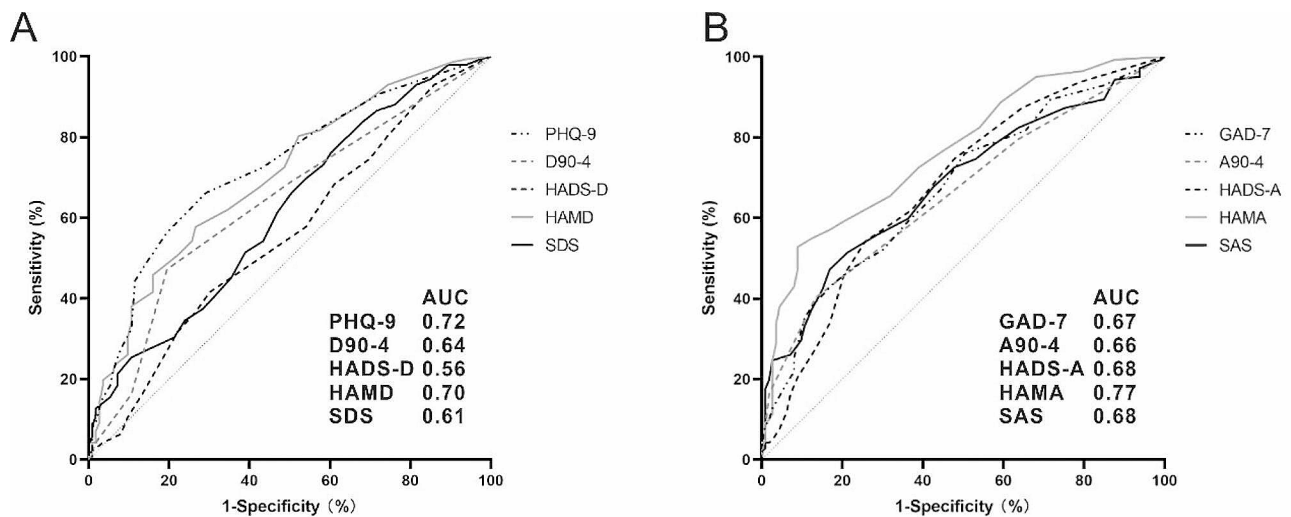 A
100
80
60
40
20
0
0 20 40 60 80 100
Sensitivity (%)
1-Specificity (%)
PHQ-9
D90-4
HADS-D
HAMD
SDS
AUC
PHQ-9 0.72
D90-4 0.64
HADS-D 0.56
HAMD 0.70
SDS 0.61
B
100
80
60
40
20
0
0 20 40 60 80 100
Sensitivity (%)
1-Specificity (%)
GAD-7
A90-4
HADS-A
HAMA
SAS
AUC
GAD-7 0.67
A90-4 0.66
HADS-A 0.68
HAMA 0.77
SAS 0.68